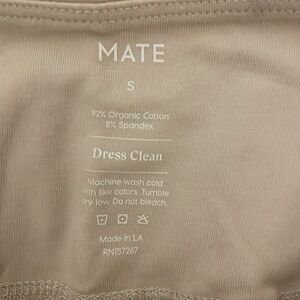 MATE
S
92% Organic Cotton
8% Spandex
Dress Clean
Machine wash cold
with like colors. Tumble
dry low. Do not bleach.
Made in LA
RN157267